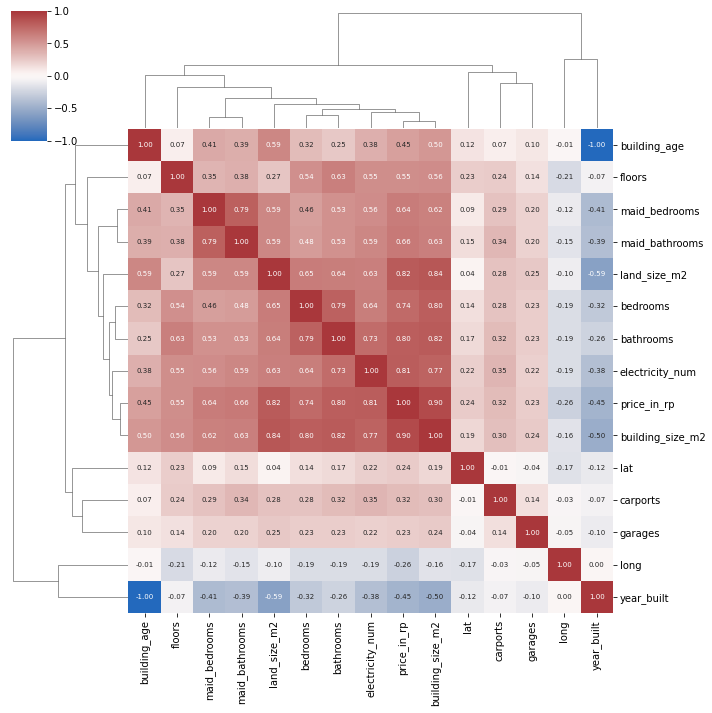 1.0
0.5
0.0
−0.5
−1.0
1.00 0.07 0.41 0.39 0.59 0.32 0.25 0.38 0.45 0.50 0.12 0.07 0.10 -0.01 -1.00 building_age
0.07 1.00 0.35 0.38 0.27 0.54 0.63 0.55 0.55 0.56 0.23 0.24 0.14 -0.21 -0.07 floors
0.41 0.35 1.00 0.79 0.59 0.46 0.53 0.56 0.64 0.62 0.09 0.29 0.20 -0.12 -0.41 maid_bedrooms
0.39 0.38 0.79 1.00 0.59 0.48 0.53 0.59 0.66 0.63 0.15 0.34 0.20 -0.15 -0.39 maid_bathrooms
0.59 0.27 0.59 0.59 1.00 0.65 0.64 0.63 0.82 0.84 0.04 0.28 0.25 -0.10 -0.59 land_size_m2
0.32 0.54 0.46 0.48 0.65 1.00 0.79 0.64 0.74 0.80 0.14 0.28 0.23 -0.19 -0.32 bedrooms
0.25 0.63 0.53 0.53 0.64 0.79 1.00 0.73 0.80 0.82 0.17 0.32 0.23 -0.19 -0.26 bathrooms
0.38 0.55 0.56 0.59 0.63 0.64 0.73 1.00 0.81 0.77 0.22 0.35 0.22 -0.19 -0.38 electricity_num
0.45 0.55 0.64 0.66 0.82 0.74 0.80 0.81 1.00 0.90 0.24 0.32 0.23 -0.26 -0.45 price_in_rp
0.50 0.56 0.62 0.63 0.84 0.80 0.82 0.77 0.90 1.00 0.19 0.30 0.24 -0.16 -0.50 building_size_m2
0.12 0.23 0.09 0.15 0.04 0.14 0.17 0.22 0.24 0.19 1.00 -0.01 -0.04 -0.17 -0.12 lat
0.07 0.24 0.29 0.34 0.28 0.28 0.32 0.35 0.32 0.30 -0.01 1.00 0.14 -0.03 -0.07 carports
0.10 0.14 0.20 0.20 0.25 0.23 0.23 0.22 0.23 0.24 -0.04 0.14 1.00 -0.05 -0.10 garages
-0.01 -0.21 -0.12 -0.15 -0.10 -0.19 -0.19 -0.19 -0.26 -0.16 -0.17 -0.03 -0.05 1.00 0.00 long
-1.00 -0.07 -0.41 -0.39 -0.59 -0.32 -0.26 -0.38 -0.45 -0.50 -0.12 -0.07 -0.10 0.00 1.00 year_built
building_age
floors
maid_bedrooms
maid_bathrooms
land_size_m2
bedrooms
bathrooms
electricity_num
price_in_rp
building_size_m2
lat
carports
garages
long
year_built